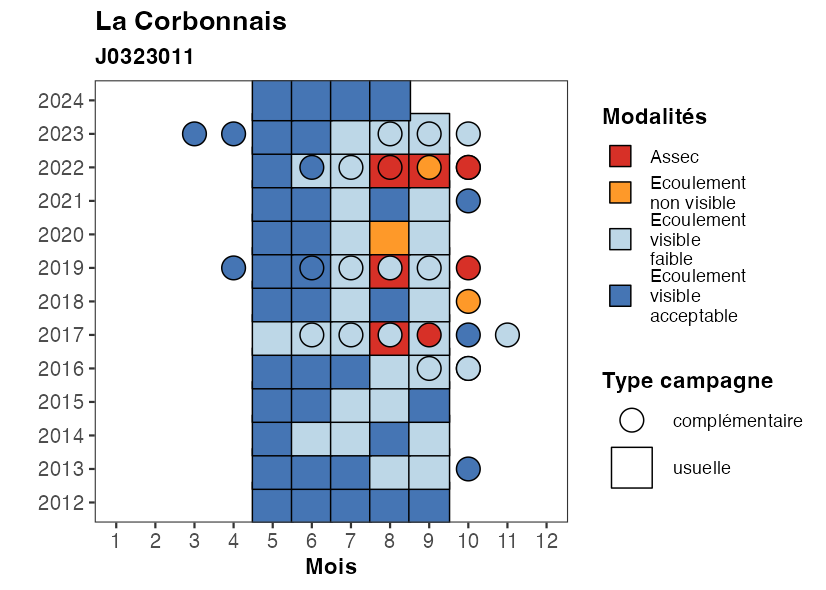 La Corbonnais
J0323011
2024
2023
2022
2021
2020
2019
2018
2017
2016
2015
2014
2013
2012
1 2 3 4 5 6 7 8 9 10 11 12
Mois
Modalités
Assec
Ecoulement
non visible
Ecoulement
visible
faible
Ecoulement
visible
acceptable
Type campagne
complémentaire
usuelle